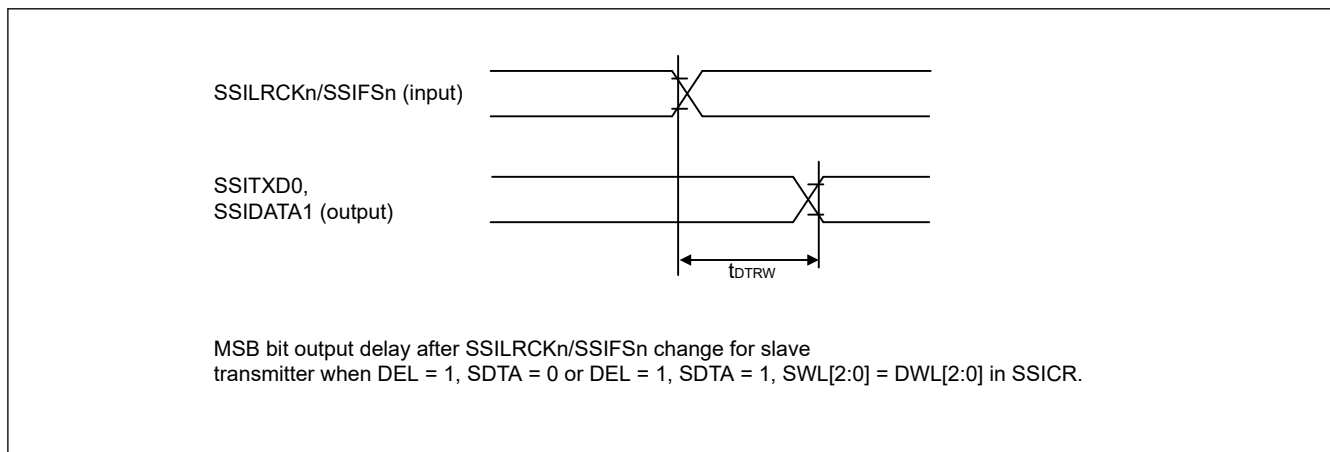 SSILRCKn/SSIFSn (input)
SSITXD0,
SSIDATA1 (output)
tDTRW
MSB bit output delay after SSILRCKn/SSIFSn change for slave
transmitter when DEL = 1, SDTA = 0 or DEL = 1, SDTA = 1, SWL[2:0] = DWL[2:0] in SSICR.